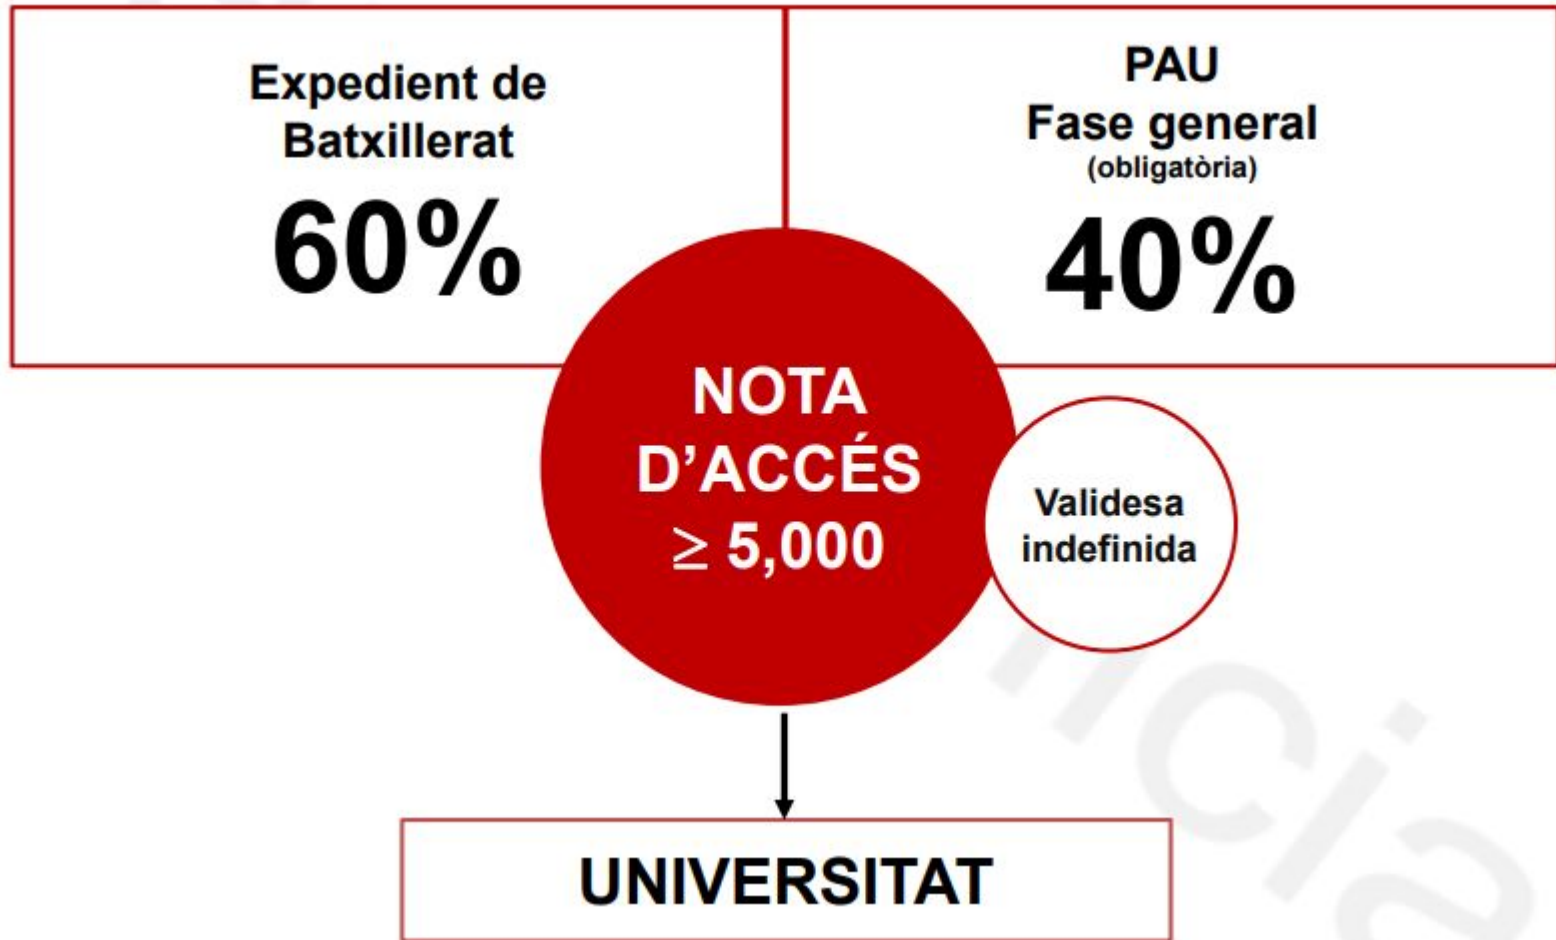 Expedient de
Batxillerat
60%
PAU
Fase general
(obligatòria)
40%
NOTA
D'ACCÉS
≥ 5,000
Validesa
indefinida
UNIVERSITAT